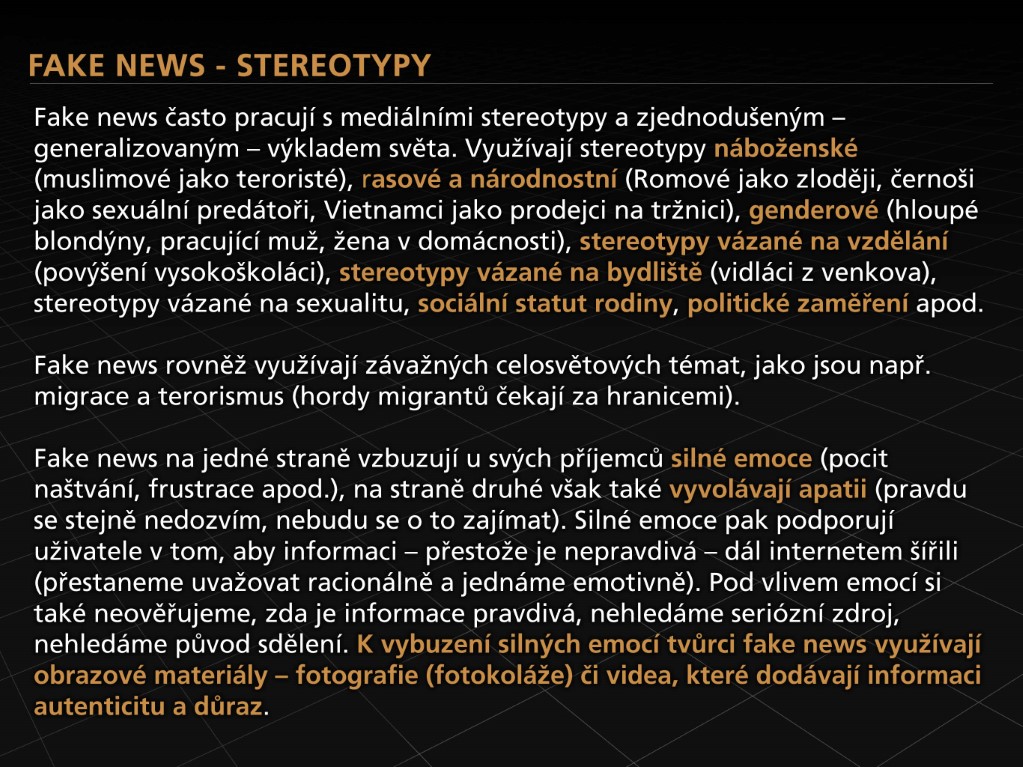 FAKE NEWS - STEREOTYPY
Fake news často pracují s mediálními stereotypy a zjednodušeným –
generalizovaným – výkladem světa. Využívají stereotypy náboženské
(muslimové jako teroristé), rasové a národnostní (Romové jako zloději, černoši
jako sexuální predátoři, Vietnamci jako prodejci na tržnici), genderové (hloupé
blondýny, pracující muž, žena v domácnosti), stereotypy vázané na vzdělání
(povýšení vysokoškoláci), stereotypy vázané na bydliště (vidláci z venkova),
stereotypy vázané na sexualitu, sociální statut rodiny, politické zaměření apod.
Fake news rovněž využívají závažných celosvětových témat, jako jsou např.
migrace a terorismus (hordy migrantů čekají za hranicemi).
Fake news na jedné straně vzbuzují u svých příjemců silné emoce (pocit
naštvání, frustrace apod.), na straně druhé však také vyvolávají apatii (pravdu
se stejně nedozvím, nebudu se o to zajímat). Silné emoce pak podporují
uživatele v tom, aby informaci – přestože je nepravdivá – dál internetem šířili
(přestaneme uvažovat racionálně a jednáme emotivně). Pod vlivem emocí si
také neověřujeme, zda je informace pravdivá, nehledáme seriózní zdroj,
nehledáme původ sdělení. K vybuzení silných emocí tvůrci fake news využívají
obrazové materiály – fotografie (fotokoláže) či videa, které dodávají informaci
autenticitu a důraz.